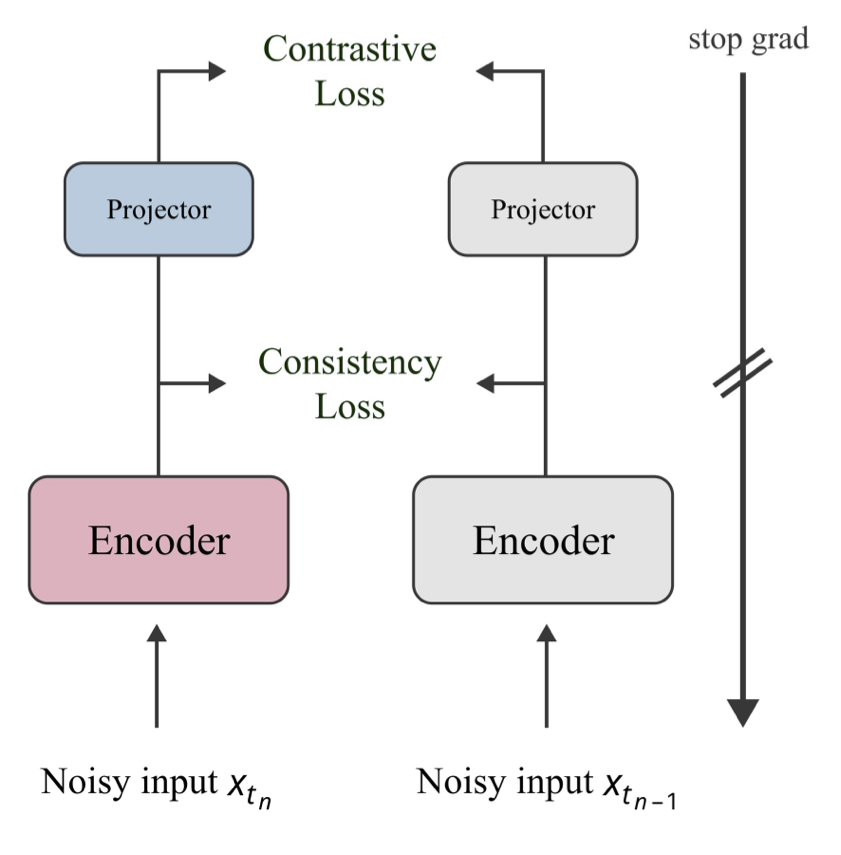 Contrastive
Loss
stop grad
Projector
Projector
Consistency
Loss
Encoder
Encoder
Noisy input x_{t_n}
Noisy input x_{t_{n-1}}